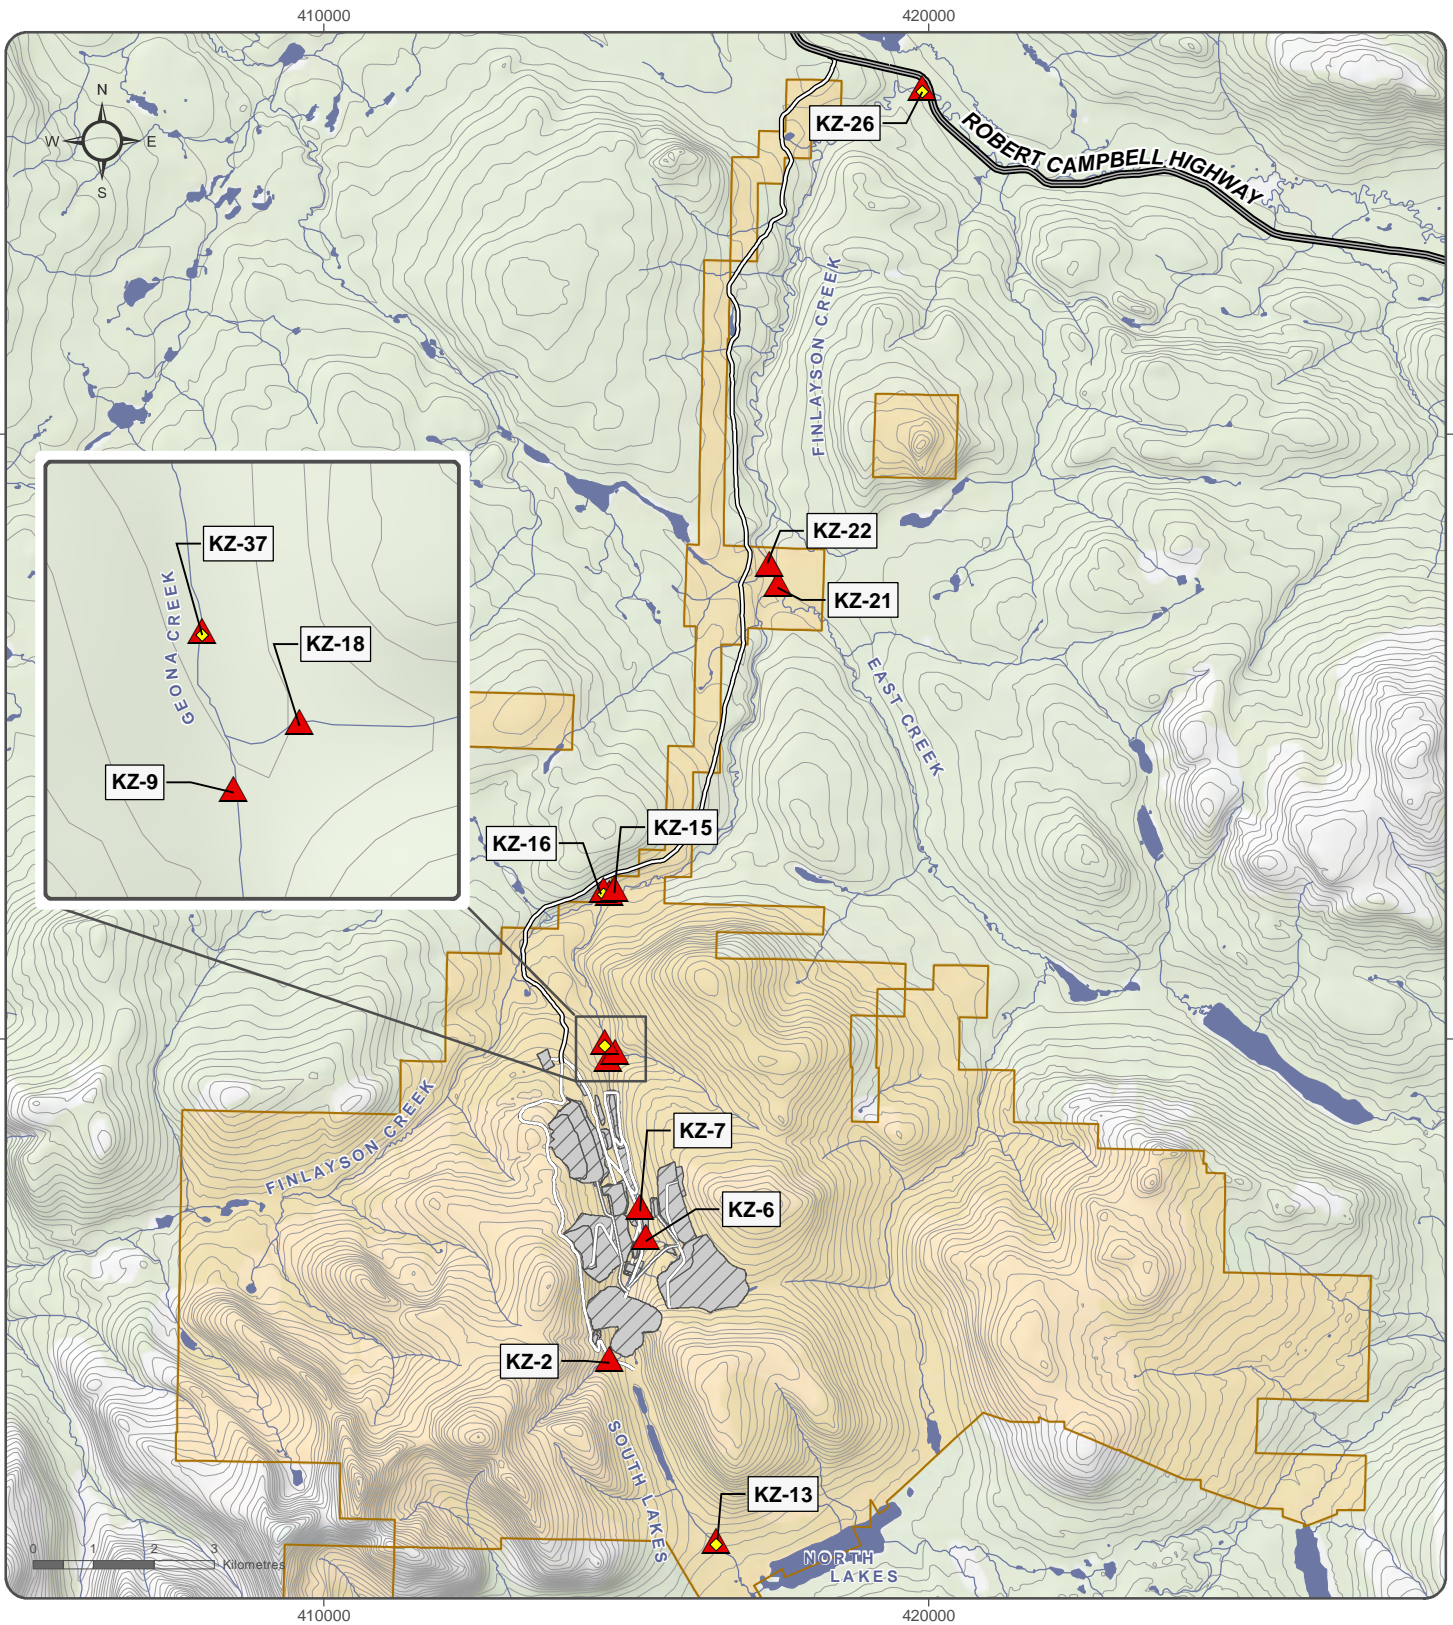 410000
420000
N
W E
S
KZ-26
ROBERT CAMPBELL HIGHWAY
FINLAYSON CREEK
KZ-22
KZ-21
KZ-37
GEONA CREEK
KZ-18
KZ-9
EAST CREEK
KZ-15
KZ-16
FINLAYSON CREEK
KZ-7
KZ-6
KZ-2
SOUTH LAKES
KZ-13
NORTH
LAKES
0 1 2 3 Kilometres
410000
420000